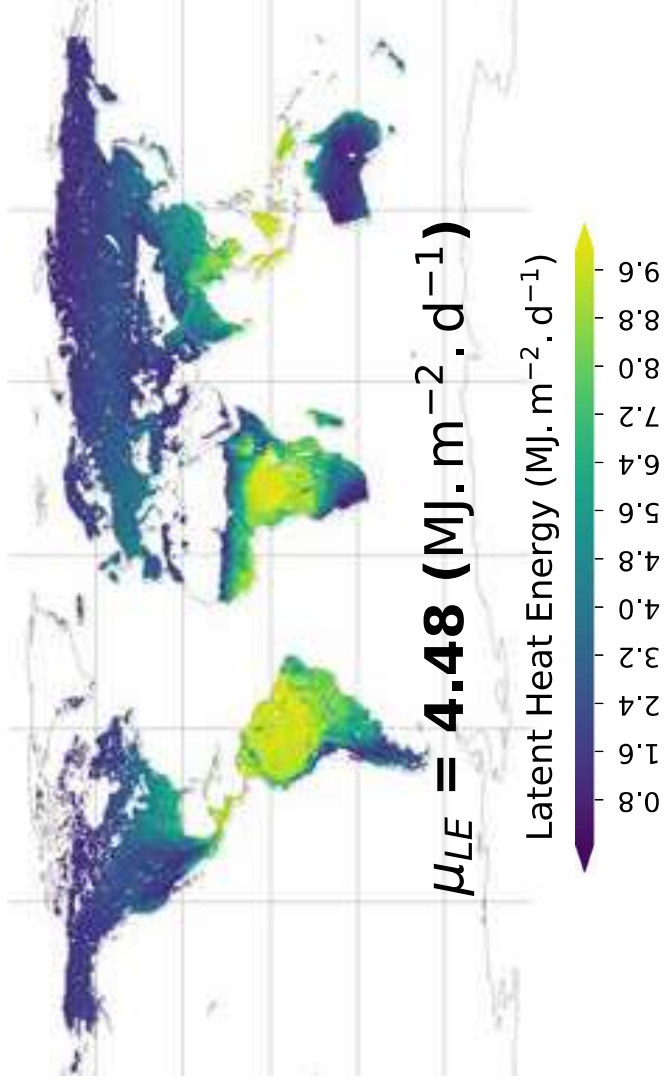 μ_LE = 4.48 (MJ. m⁻². d⁻¹)
Latent Heat Energy (MJ. m⁻². d⁻¹)
0.8 1.6 2.4 3.2 4.0 4.8 5.6 6.4 7.2 8.0 8.8 9.6